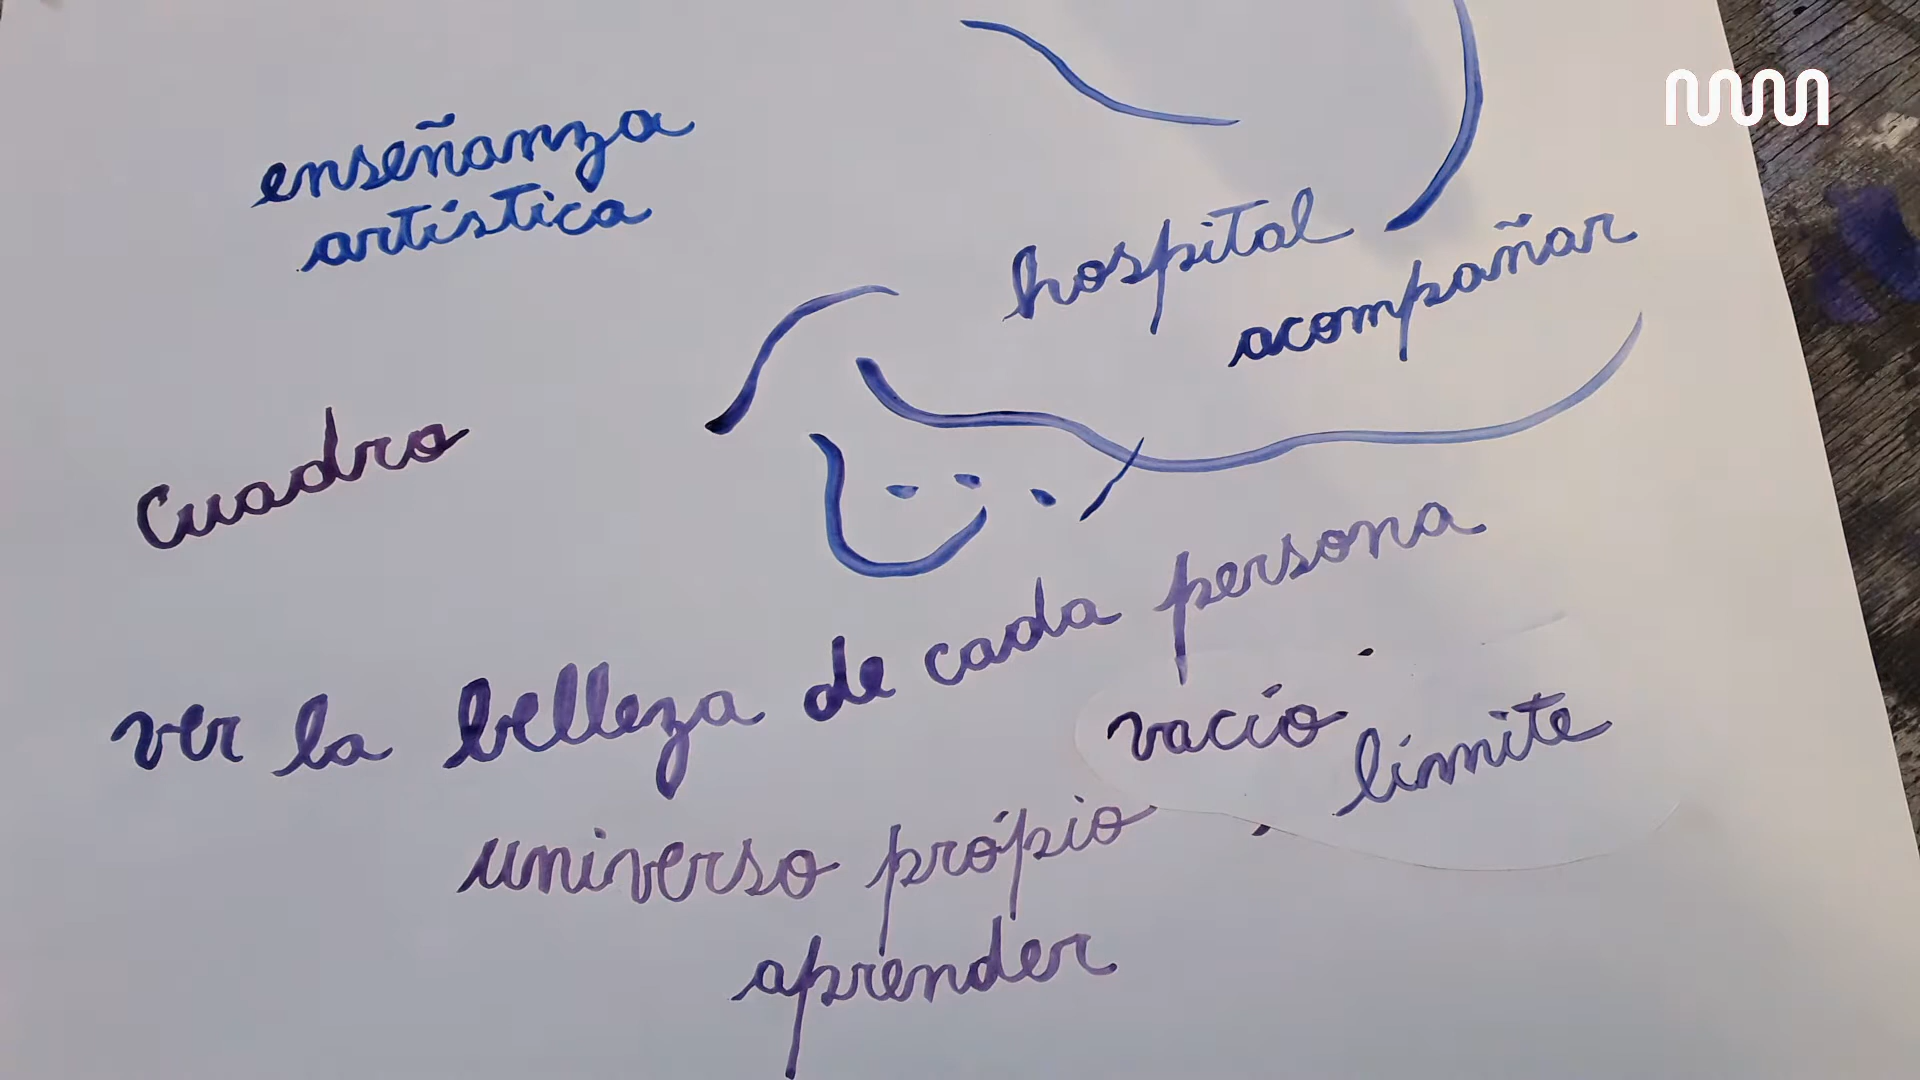 enseñanza
artística
hospital
acompañar
Cuadro
ver la belleza de cada persona
vacío
límite
universo própio
aprender